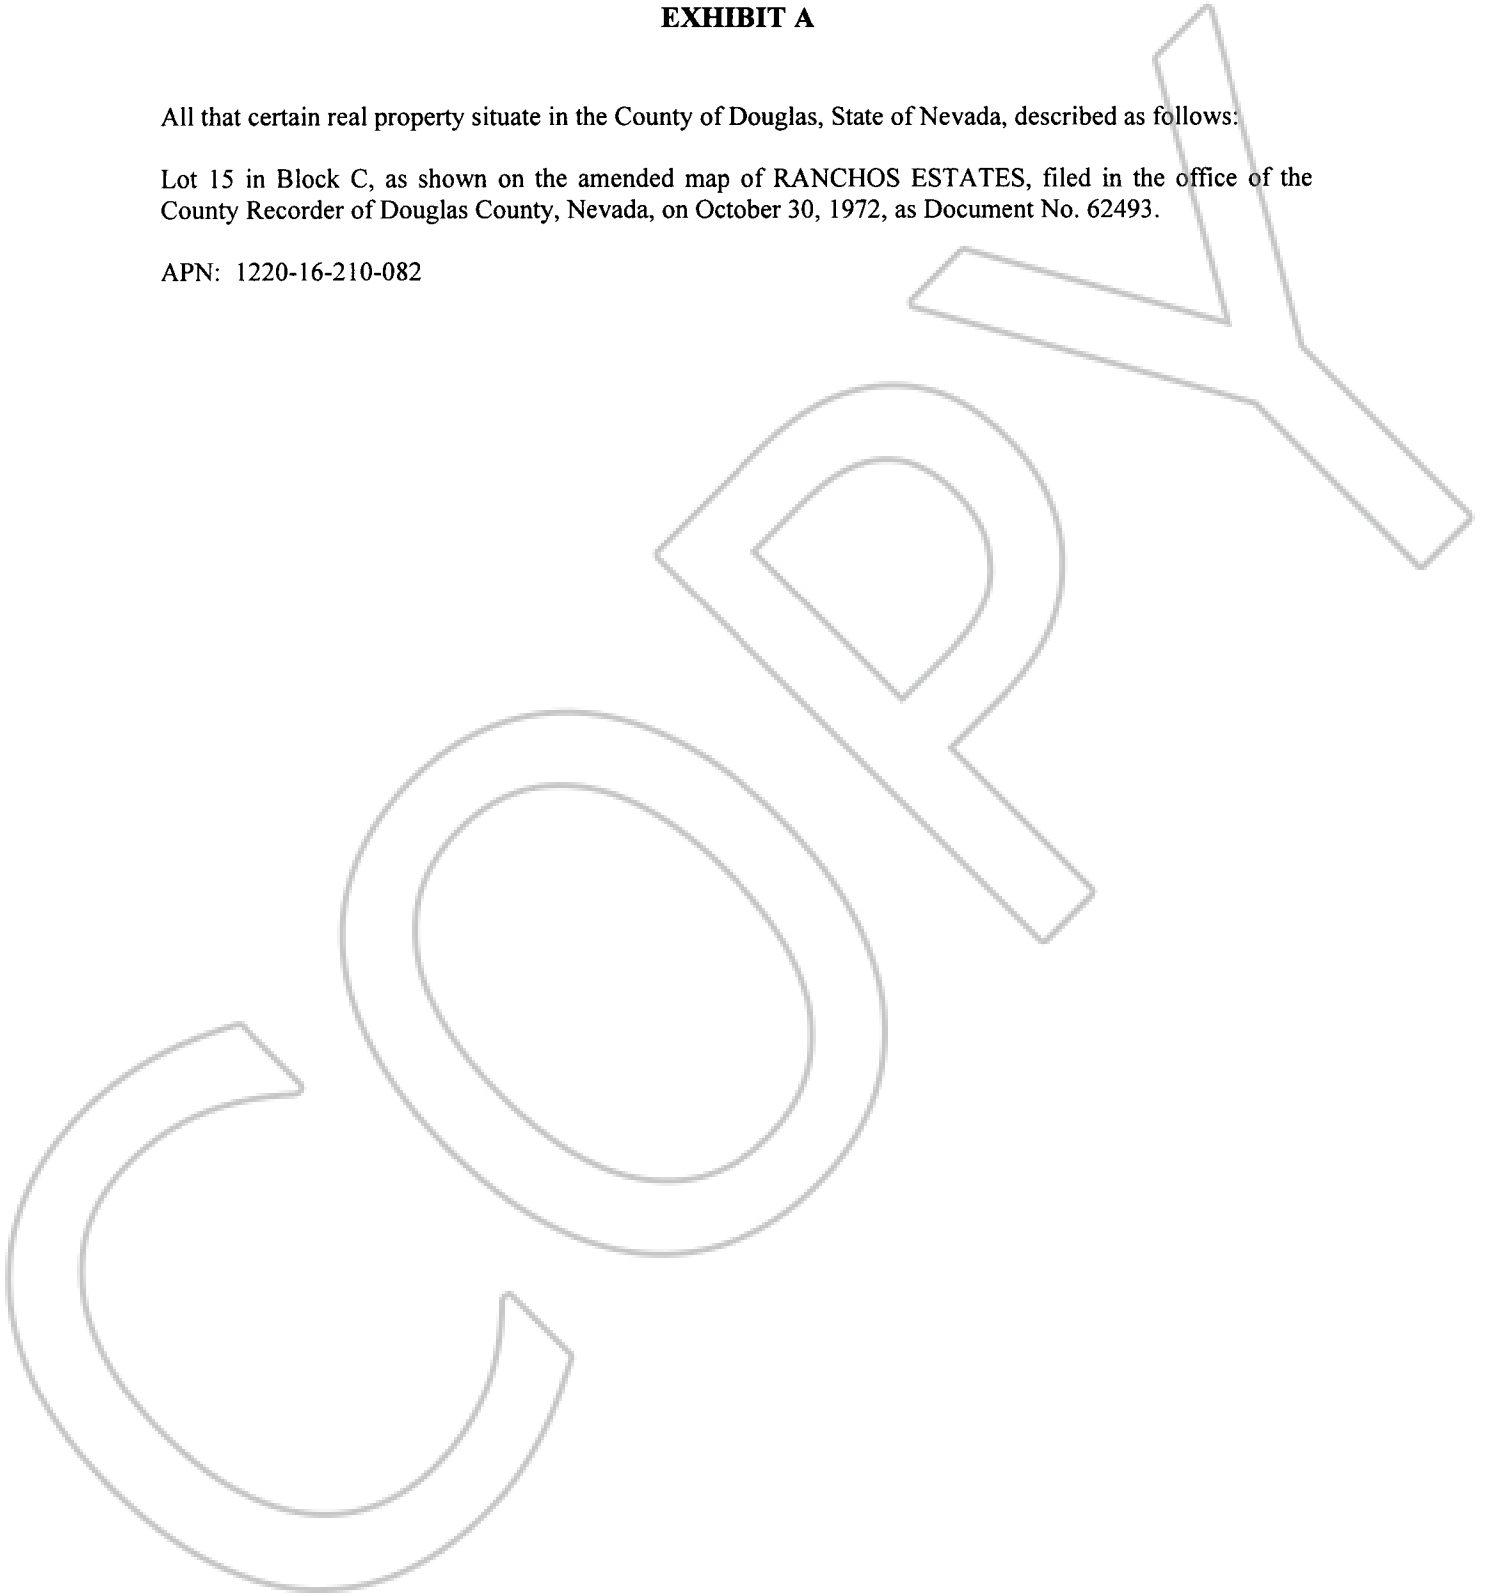 EXHIBIT A
All that certain real property situate in the County of Douglas, State of Nevada, described as follows:
Lot 15 in Block C, as shown on the amended map of RANCHOS ESTATES, filed in the office of the
County Recorder of Douglas County, Nevada, on October 30, 1972, as Document No. 62493.
APN: 1220-16-210-082
COPY